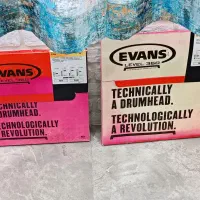 EVANS
TECHNICALLY
A DRUMHEAD.
TECHNOLOGICALLY
A REVOLUTION.
EVANS
LEVEL 360
TECHNICALLY
A DRUMHEAD.
TECHNOLOGICALLY
A REVOLUTION.